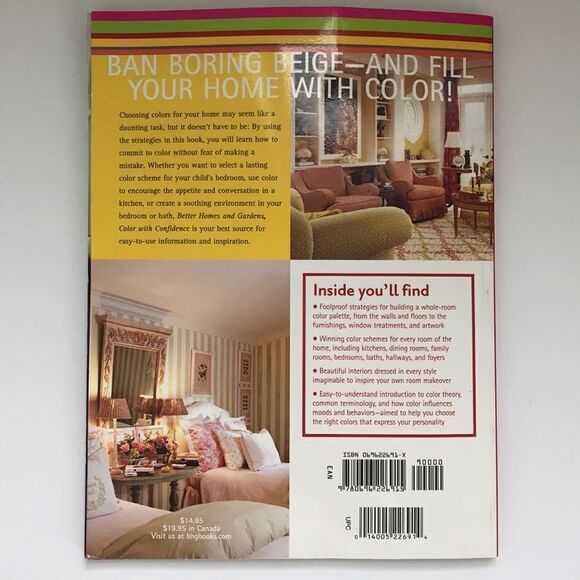 BAN BORING BEIGE—AND FILL
YOUR HOME WITH COLOR!
Choosing colors for your home may seem like a
daunting task, but it doesn't have to be: By using
the strategies in this book, you will learn how to
commit to color without fear of making a
mistake. Whether you want to select a lasting
color scheme for your child's bedroom, use color
to encourage the appetite and conversation in a
kitchen, or create a soothing environment in your
bedroom or bath, Better Homes and Gardens®
Color with Confidence is your best source for
easy-to-use information and inspiration.
Inside you'll find
• Foolproof strategies for building a whole-room
color palette, from the walls and floors to the
furnishings, window treatments, and artwork
• Winning color schemes for every room of the
home, including kitchens, dining rooms, family
rooms, bedrooms, baths, hallways, and foyers
• Beautiful interiors dressed in every style
imaginable to inspire your own room makeover
• Easy-to-understand introduction to color theory,
common terminology, and how color influences
moods and behaviors—aimed to help you choose
the right colors that express your personality
ISBN 069622691-X
90000
EAN
9 780696 226915
$14.95
$19.95 in Canada
Visit us at bhgbooks.com
UPC
0 14005 22691 4